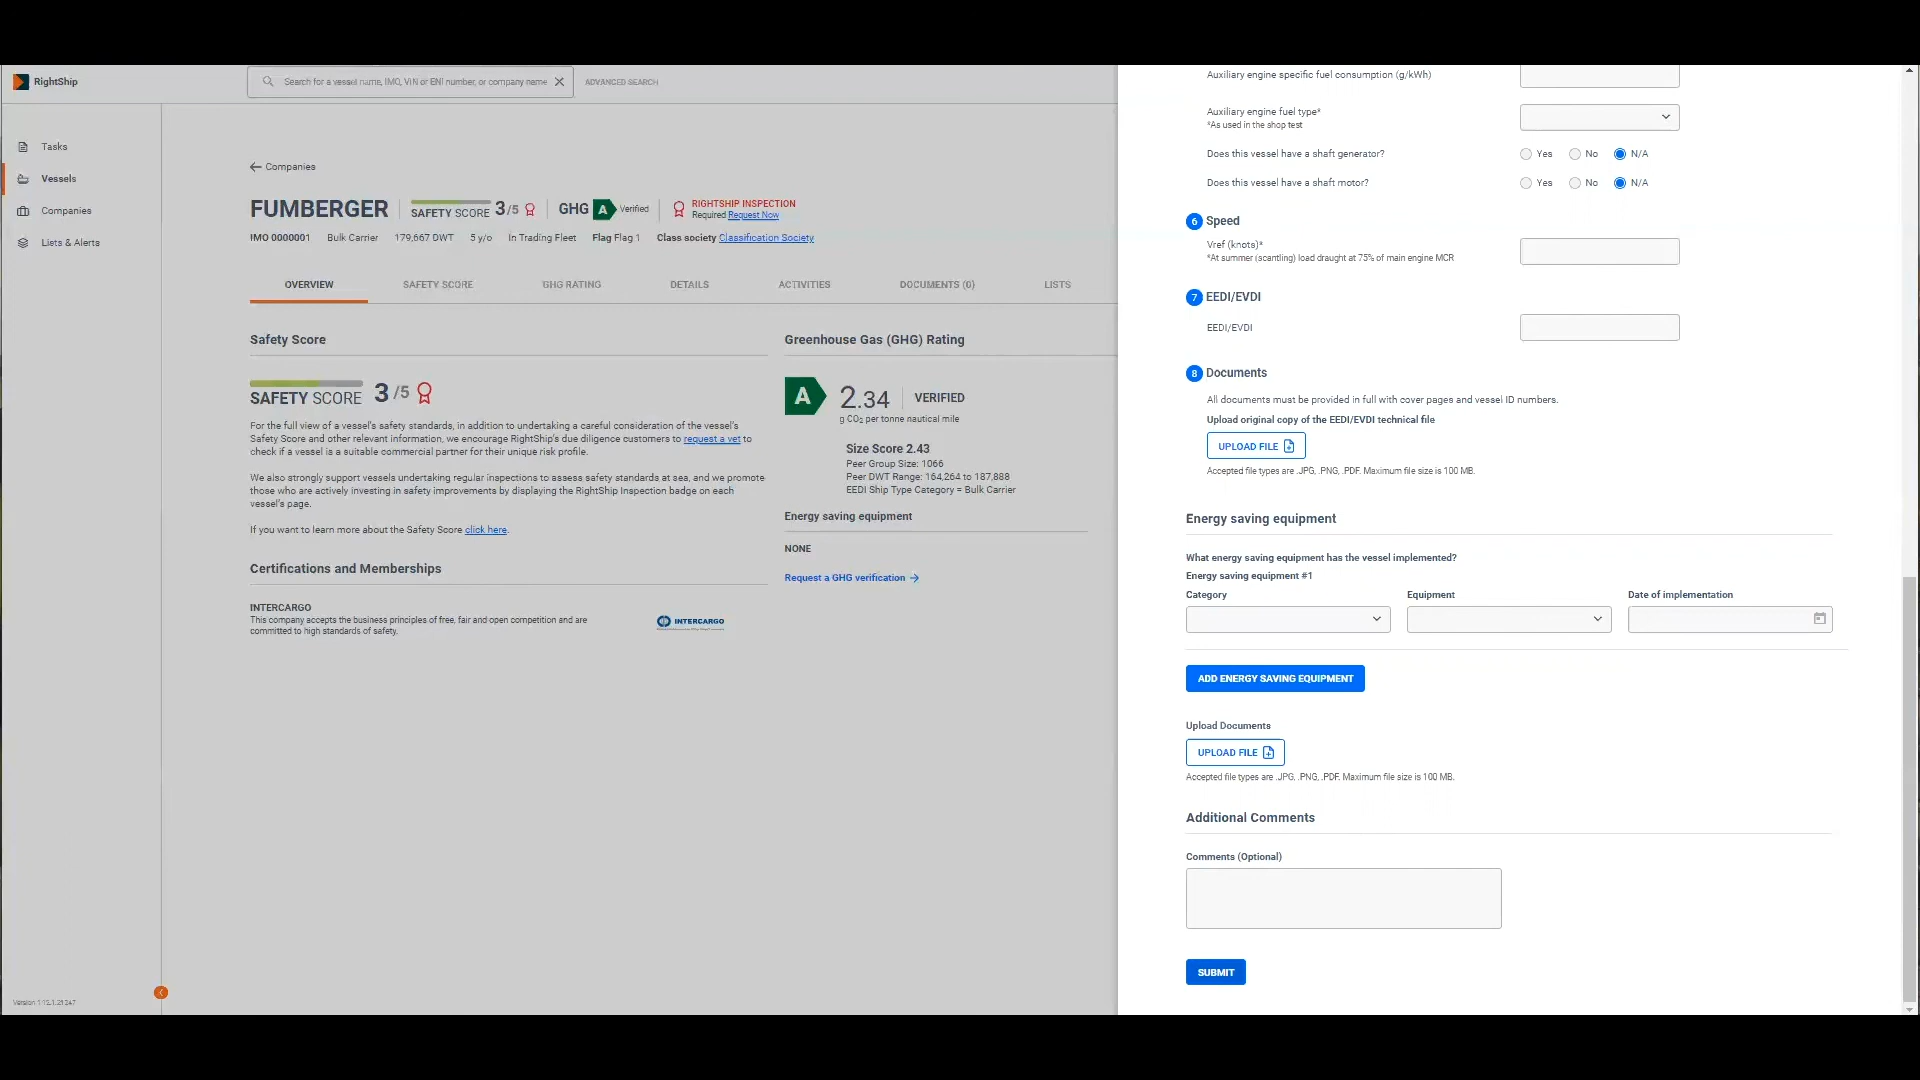 RightShip
Search for a vessel name, IMO, VIN or ENI number, or company name
ADVANCED SEARCH
Tasks
Vessels
Companies
Lists & Alerts
Companies
FUMBERGER
SAFETY SCORE 3/5
GHG A Verified
RIGHTSHIP INSPECTION
Required Request Now
IMO 0000001 Bulk Carrier 179,667 DWT 5 y/o In Trading Fleet Flag Flag 1 Class society Classification Society
OVERVIEW SAFETY SCORE GHG RATING DETAILS ACTIVITIES DOCUMENTS (0) LISTS
Safety Score
SAFETY SCORE 3 /5
For the full view of a vessel's safety standards, in addition to undertaking a careful consideration of the vessel's
Safety Score and other relevant information, we encourage RightShip's due diligence customers to request a vet to
check if a vessel is a suitable commercial partner for their unique risk profile.
We also strongly support vessels undertaking regular inspections to assess safety standards at sea, and we promote
those who are actively investing in safety improvements by displaying the RightShip Inspection badge on each
vessel's page.
If you want to learn more about the Safety Score click here.
Certifications and Memberships
INTERCARGO
This company accepts the business principles of free, fair and open competition and are
committed to high standards of safety.
INTERCARGO
Greenhouse Gas (GHG) Rating
A 2.34 VERIFIED
g CO₂ per tonne nautical mile
Size Score 2.43
Peer Group Size: 1066
Peer DWT Range: 164,264 to 187,888
EEDI Ship Type Category = Bulk Carrier
Energy saving equipment
NONE
Request a GHG verification
Auxiliary engine specific fuel consumption (g/kWh)
Auxiliary engine fuel type*
*As used in the shop test
Does this vessel have a shaft generator? Yes No N/A
Does this vessel have a shaft motor? Yes No N/A
6 Speed
Vref (knots)*
*At summer (scantling) load draught at 75% of main engine MCR
7 EEDI/EVDI
EEDI/EVDI
8 Documents
All documents must be provided in full with cover pages and vessel ID numbers.
Upload original copy of the EEDI/EVDI technical file
UPLOAD FILE
Accepted file types are .JPG, .PNG, .PDF. Maximum file size is 100 MB.
Energy saving equipment
What energy saving equipment has the vessel implemented?
Energy saving equipment #1
Category Equipment Date of implementation
ADD ENERGY SAVING EQUIPMENT
Upload Documents
UPLOAD FILE
Accepted file types are .JPG, .PNG, .PDF. Maximum file size is 100 MB.
Additional Comments
Comments (Optional)
SUBMIT